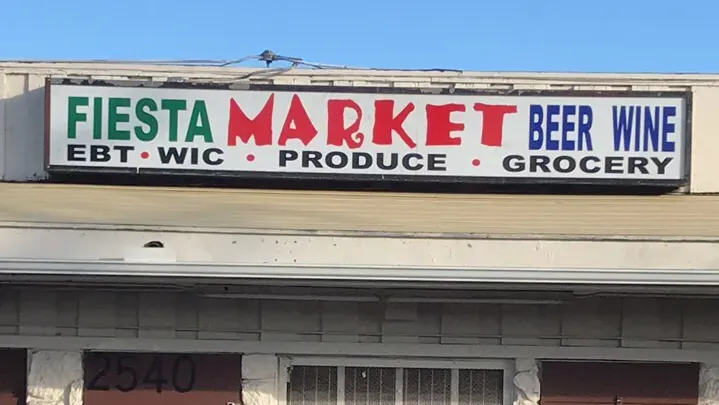 FIESTA MARKET BEER WINE
EBT • WIC • PRODUCE • GROCERY
2540